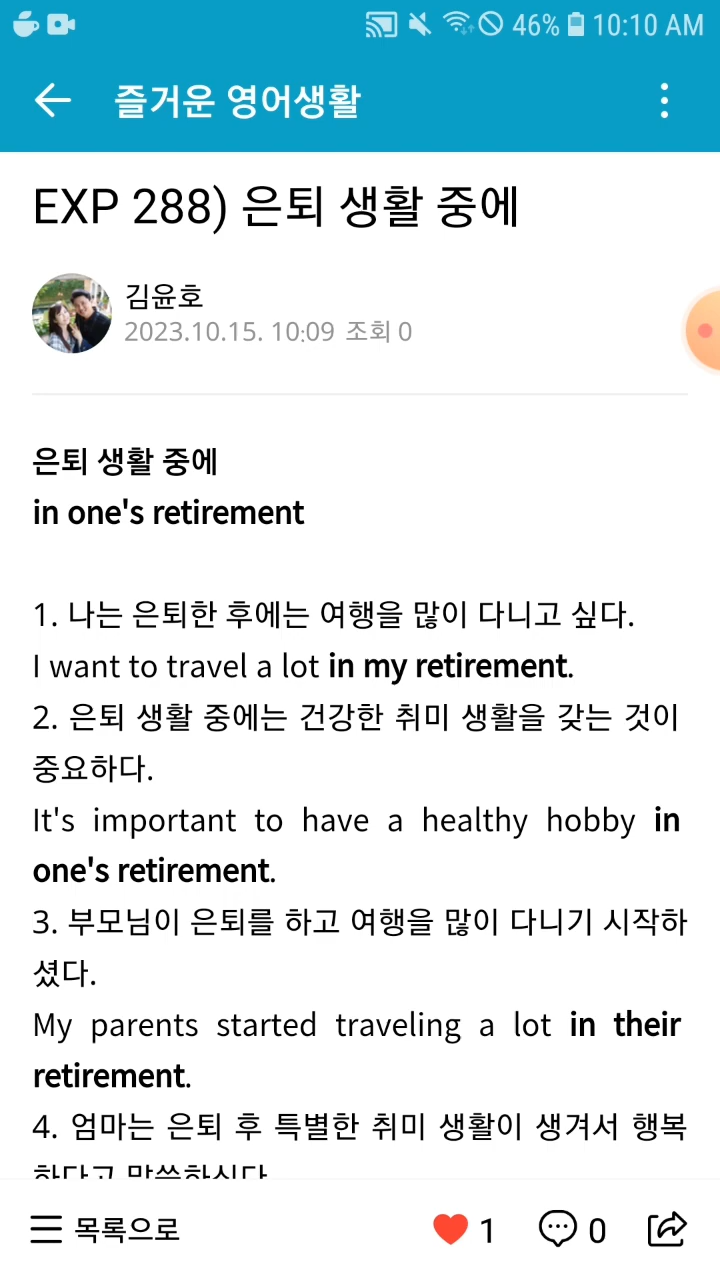 46% 10:10 AM
즐거운 영어생활
EXP 288) 은퇴 생활 중에
김윤호
2023.10.15. 10:09 조회 0
은퇴 생활 중에
in one's retirement
1. 나는 은퇴한 후에는 여행을 많이 다니고 싶다.
I want to travel a lot in my retirement.
2. 은퇴 생활 중에는 건강한 취미 생활을 갖는 것이
중요하다.
It's important to have a healthy hobby in
one's retirement.
3. 부모님이 은퇴를 하고 여행을 많이 다니기 시작하
셨다.
My parents started traveling a lot in their
retirement.
4. 엄마는 은퇴 후 특별한 취미 생활이 생겨서 행복
하다고 말씀하신다
목록으로 1 0